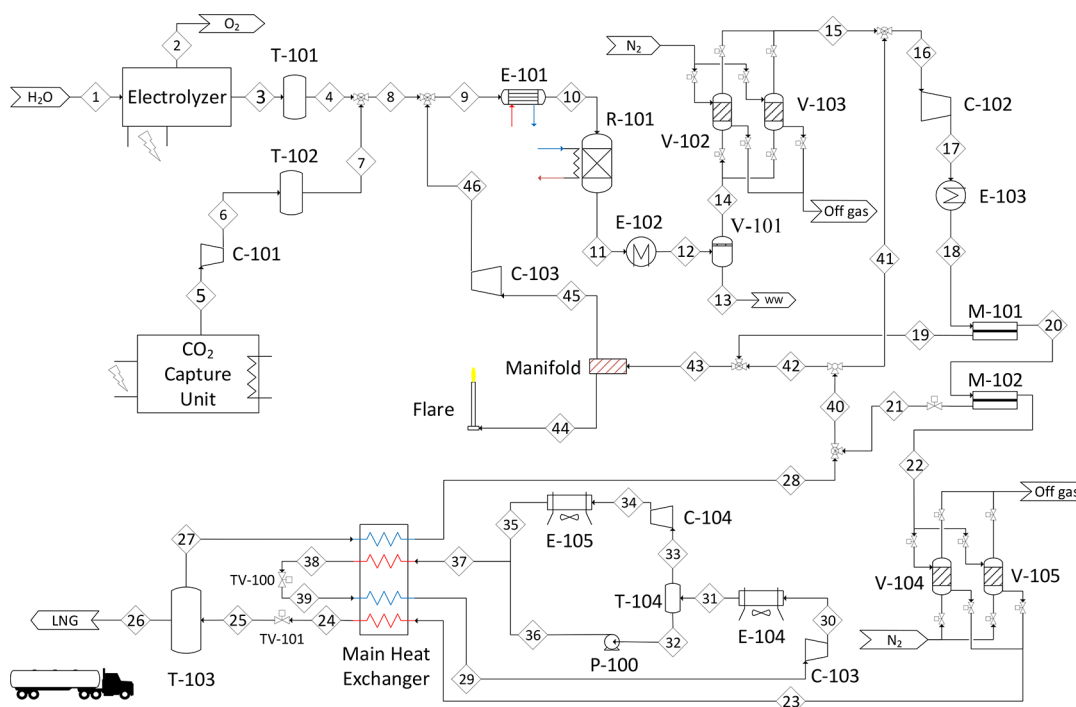 O₂
2
H₂O
1
Electrolyzer
3
T-101
4
8
9
E-101
10
R-101
N₂
V-102
V-103
15
16
C-102
17
E-103
18
T-102
7
6
C-101
5
CO₂
Capture
Unit
46
C-103
45
11
E-102
12
V-101
14
13
ww
Off gas
41
M-101
19
20
M-102
21
22
Manifold
43
42
40
Flare
44
28
27
38
TV-100
39
37
35
34
E-105
C-104
33
T-104
31
E-104
30
C-103
32
P-100
36
29
LNG
26
25
24
TV-101
T-103
Main Heat
Exchanger
23
Off gas
V-104
V-105
N₂